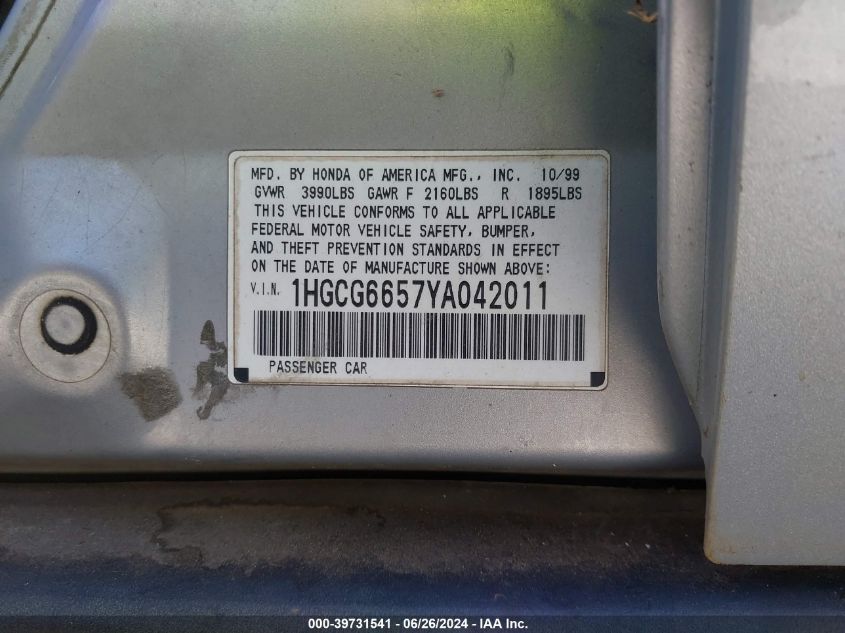 MFD. BY HONDA OF AMERICA MFG., INC. 10/99
GVWR 3990LBS GAWR F 2160LBS R 1895LBS
THIS VEHICLE CONFORMS TO ALL APPLICABLE
FEDERAL MOTOR VEHICLE SAFETY, BUMPER,
AND THEFT PREVENTION STANDARDS IN EFFECT
ON THE DATE OF MANUFACTURE SHOWN ABOVE:
V.I.N. 1HGCG6657YA042011
PASSENGER CAR
000-39731541 - 06/26/2024 - IAA Inc.